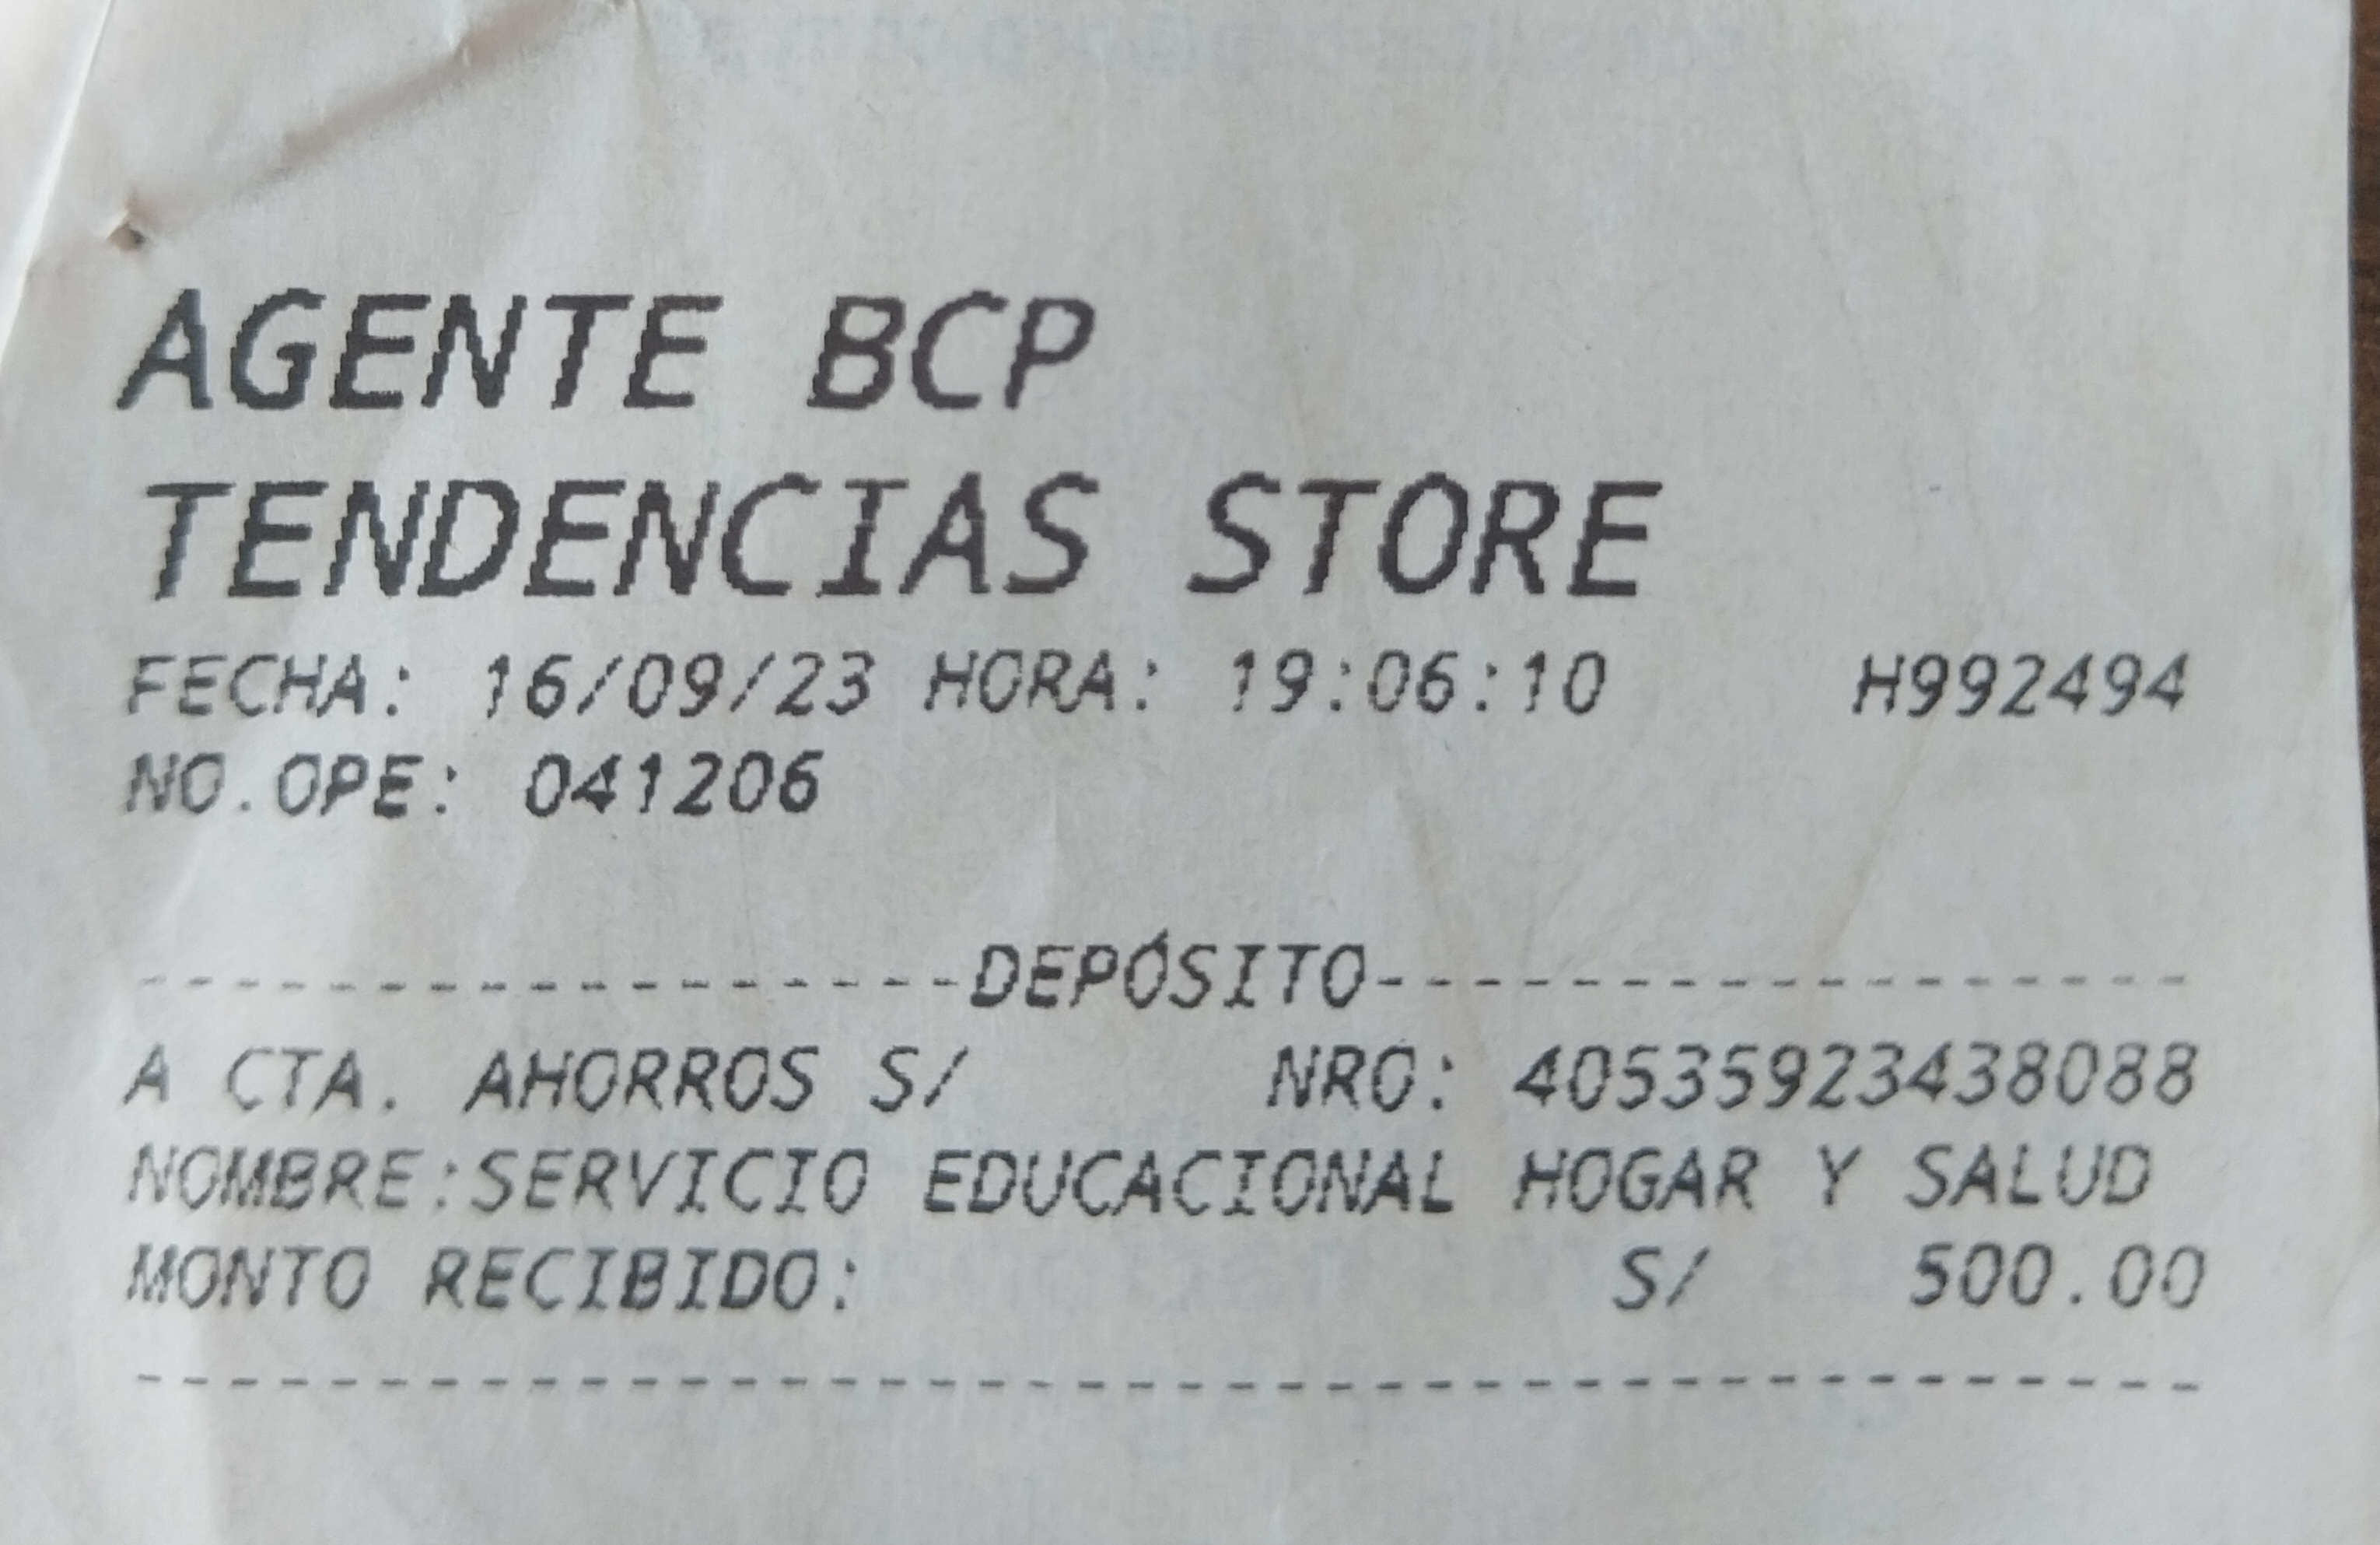 AGENTE BCP
TENDENCIAS STORE
FECHA: 16/09/23 HORA: 19:06:10 H992494
NO.OPE: 041206
------------------DEPÓSITO------------------
A CTA. AHORROS S/ NRO: 40535923438088
NOMBRE:SERVICIO EDUCACIONAL HOGAR Y SALUD
MONTO RECIBIDO: S/ 500.00
----------------------------------------------